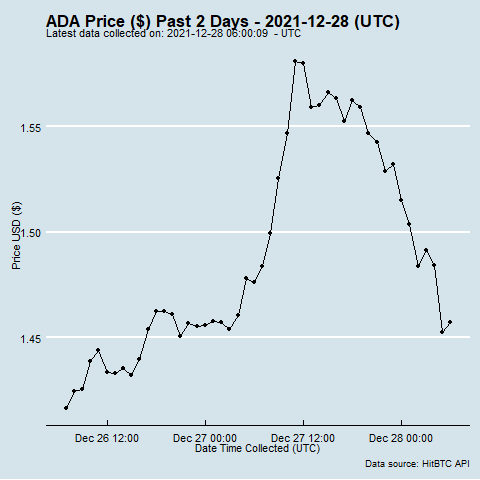 ADA Price ($) Past 2 Days - 2021-12-28 (UTC)
Latest data collected on: 2021-12-28 06:00:09  - UTC
1.55
1.50
1.45
Price USD ($)
Dec 26 12:00
Dec 27 00:00
Dec 27 12:00
Dec 28 00:00
Date Time Collected (UTC)
Data source: HitBTC API